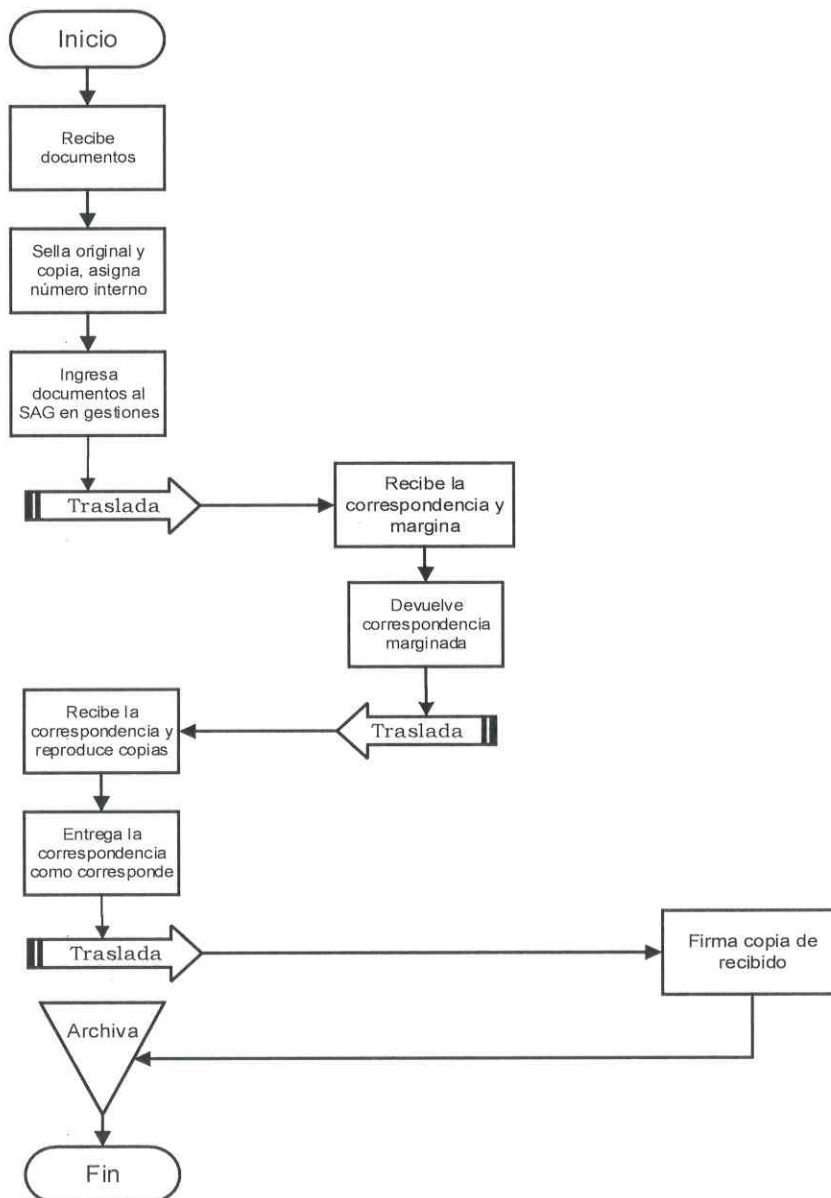 Inicio
Recibe
documentos
Sella original y
copia, asigna
número interno
Ingresa
documentos al
SAG en gestiones
Traslada
Recibe la
correspondencia y
margina
Devuelve
correspondencia
marginada
Traslada
Recibe la
correspondencia y
reproduce copias
Entrega la
correspondencia
como corresponde
Traslada
Firma copia de
recibido
Archiva
Fin